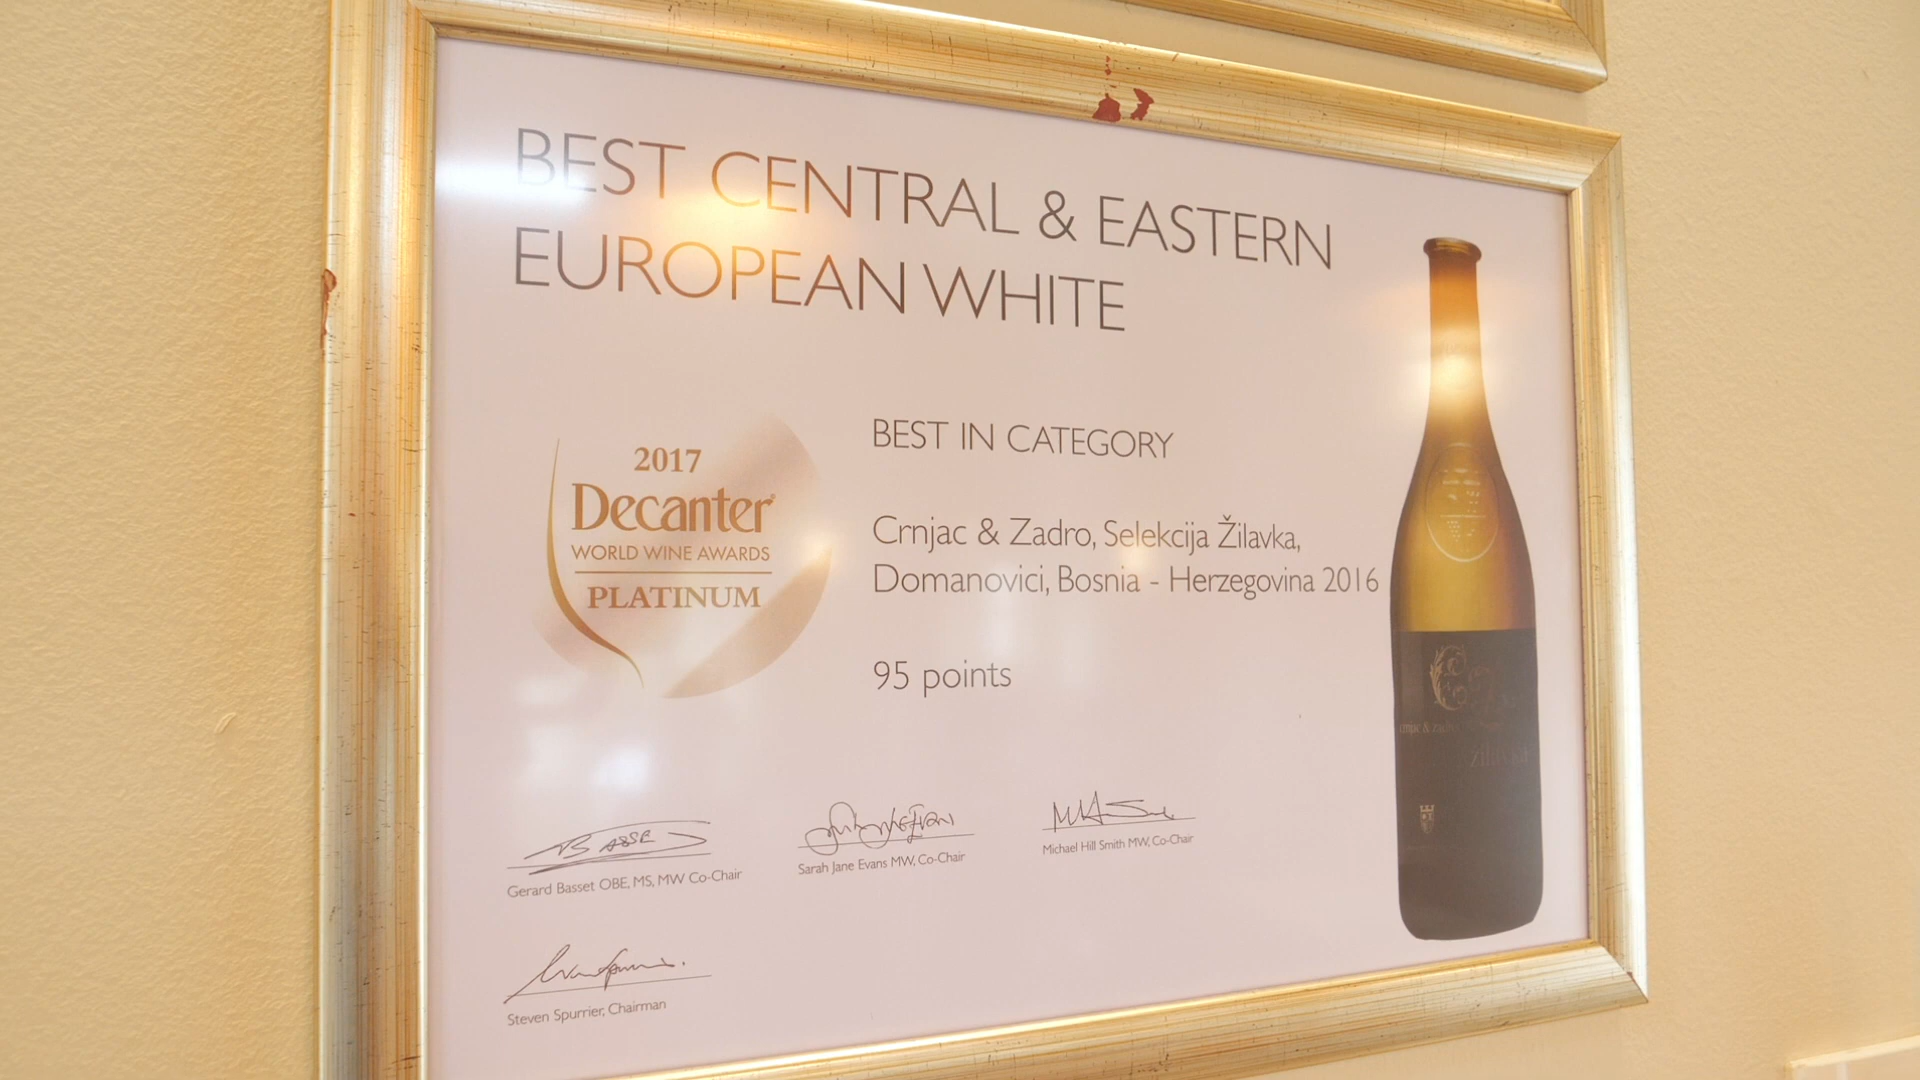 BEST CENTRAL & EASTERN
EUROPEAN WHITE
2017
Decanter
WORLD WINE AWARDS
PLATINUM
BEST IN CATEGORY
Crnjac & Zadro, Selekcija Žilavka,
Domanovici, Bosnia - Herzegovina 2016
95 points
Gerard Basset OBE, MS, MW Co-Chair
Sarah Jane Evans MW, Co-Chair
Michael Hill Smith MW, Co-Chair
Steven Spurrier, Chairman
žilavka